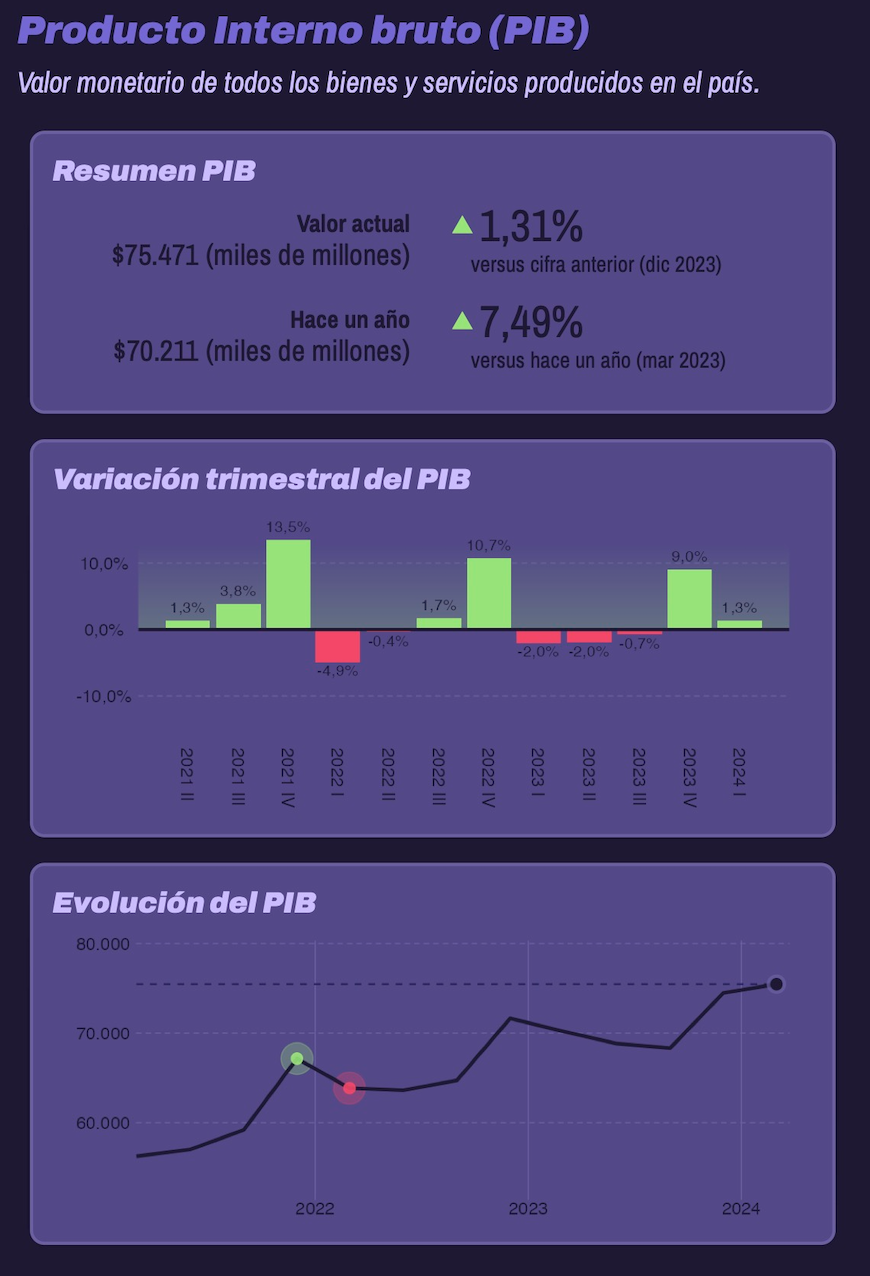 Producto Interno bruto (PIB)
Valor monetario de todos los bienes y servicios producidos en el país.
Resumen PIB
Valor actual
$75.471 (miles de millones)
1,31%
versus cifra anterior (dic 2023)
Hace un año
$70.211 (miles de millones)
7,49%
versus hace un año (mar 2023)
Variación trimestral del PIB
10,0%
0,0%
-10,0%
1,3%
3,8%
13,5%
-4,9%
-0,4%
1,7%
10,7%
-2,0%
-2,0%
-0,7%
9,0%
1,3%
2021 II
2021 III
2021 IV
2022 I
2022 II
2022 III
2022 IV
2023 I
2023 II
2023 III
2023 IV
2024 I
Evolución del PIB
80.000
70.000
60.000
2022
2023
2024